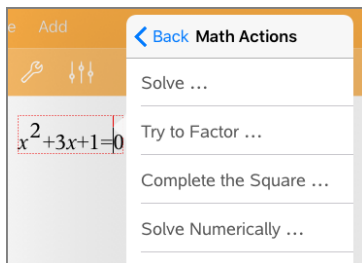 e Add
Back Math Actions
Solve ...
x²+3x+1=0
Try to Factor ...
Complete the Square ...
Solve Numerically ...